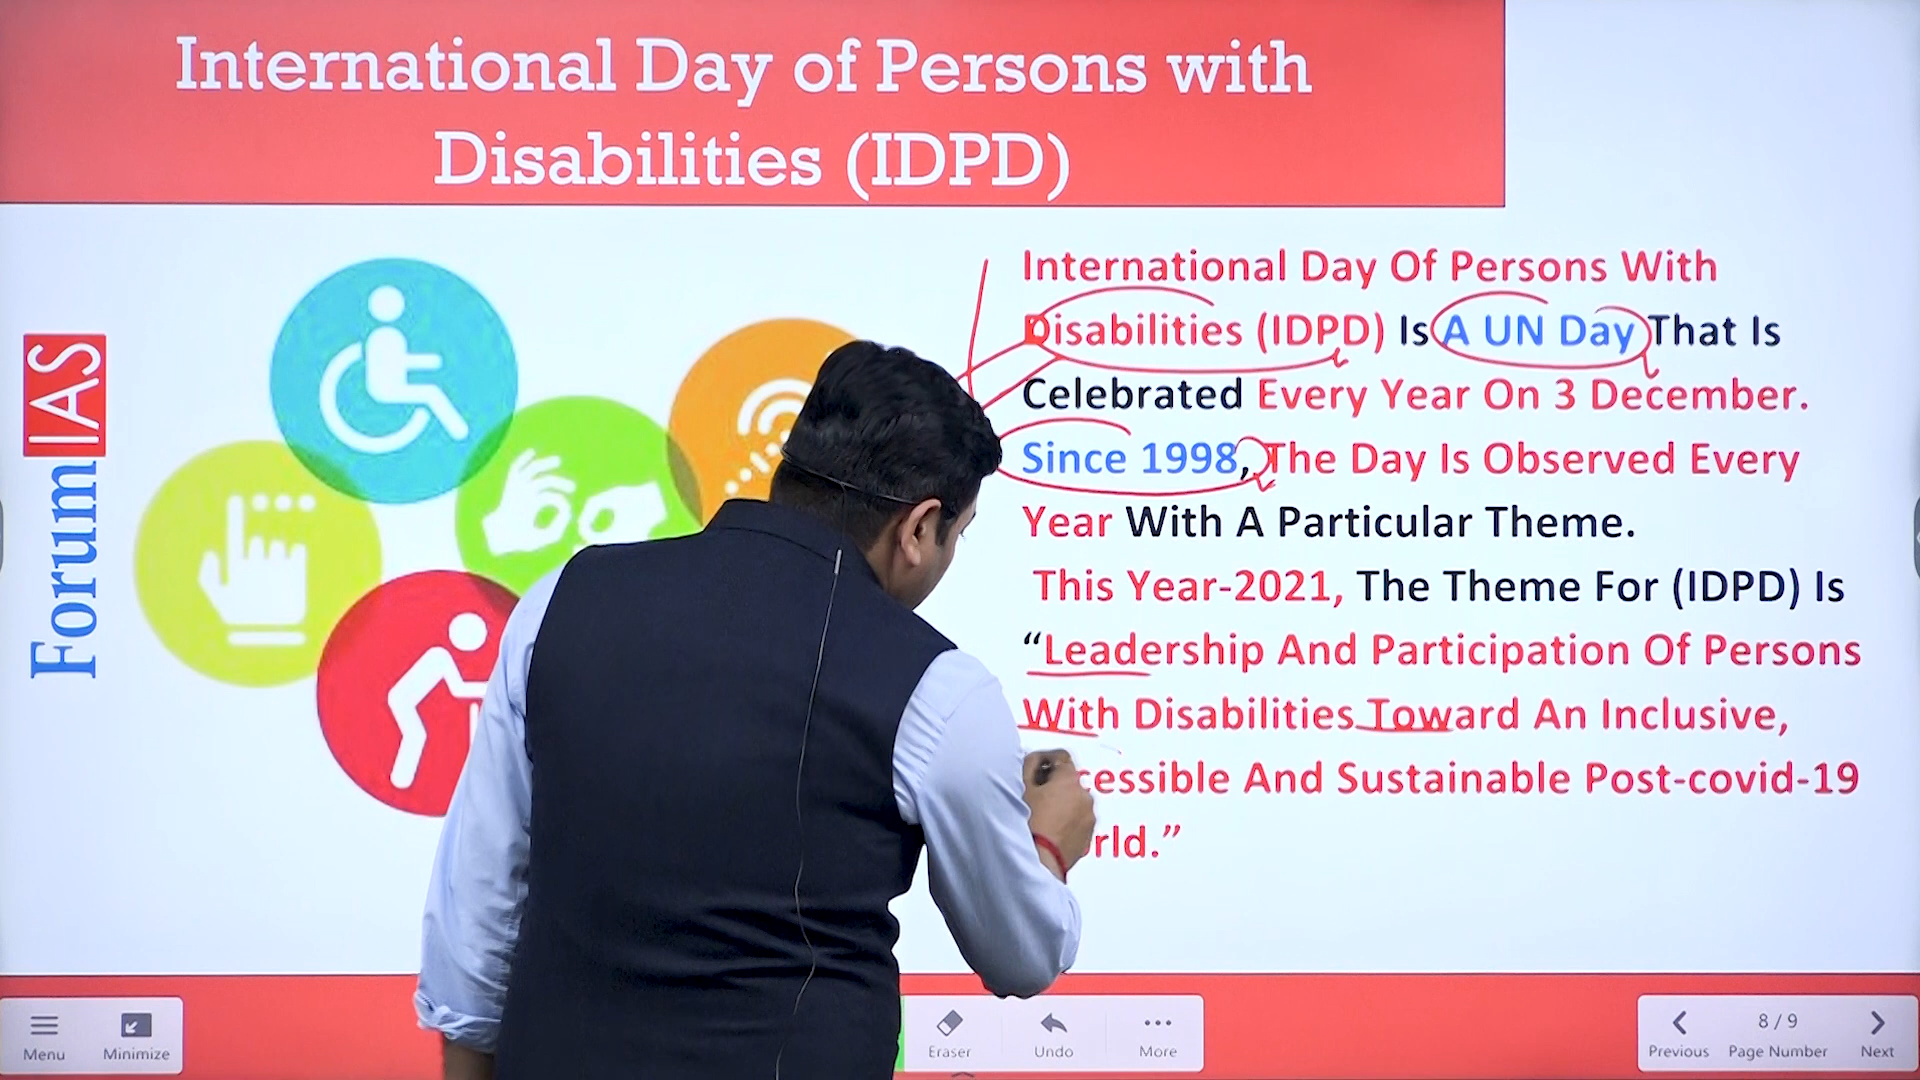 International Day of Persons with
Disabilities (IDPD)
Forum IAS
International Day Of Persons With
Disabilities (IDPD) Is A UN Day That Is
Celebrated Every Year On 3 December.
Since 1998, The Day Is Observed Every
Year With A Particular Theme.
This Year-2021, The Theme For (IDPD) Is
“Leadership And Participation Of Persons
With Disabilities Toward An Inclusive,
cessible And Sustainable Post-covid-19
rld.”
Menu Minimize
Eraser Undo More
8 / 9
Previous Page Number Next